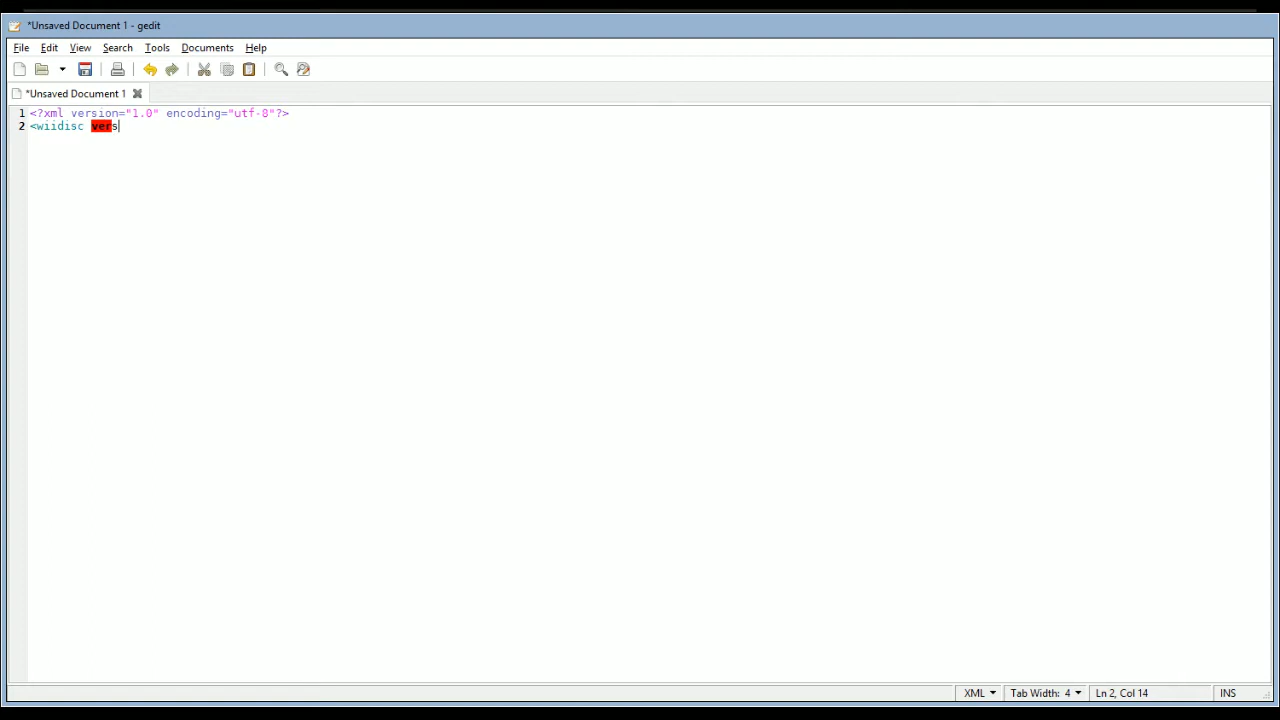 *Unsaved Document 1 - gedit
File Edit View Search Tools Documents Help
*Unsaved Document 1
1 <?xml version="1.0" encoding="utf-8"?>
2 <wiidisc vers
XML Tab Width: 4 Ln 2, Col 14 INS